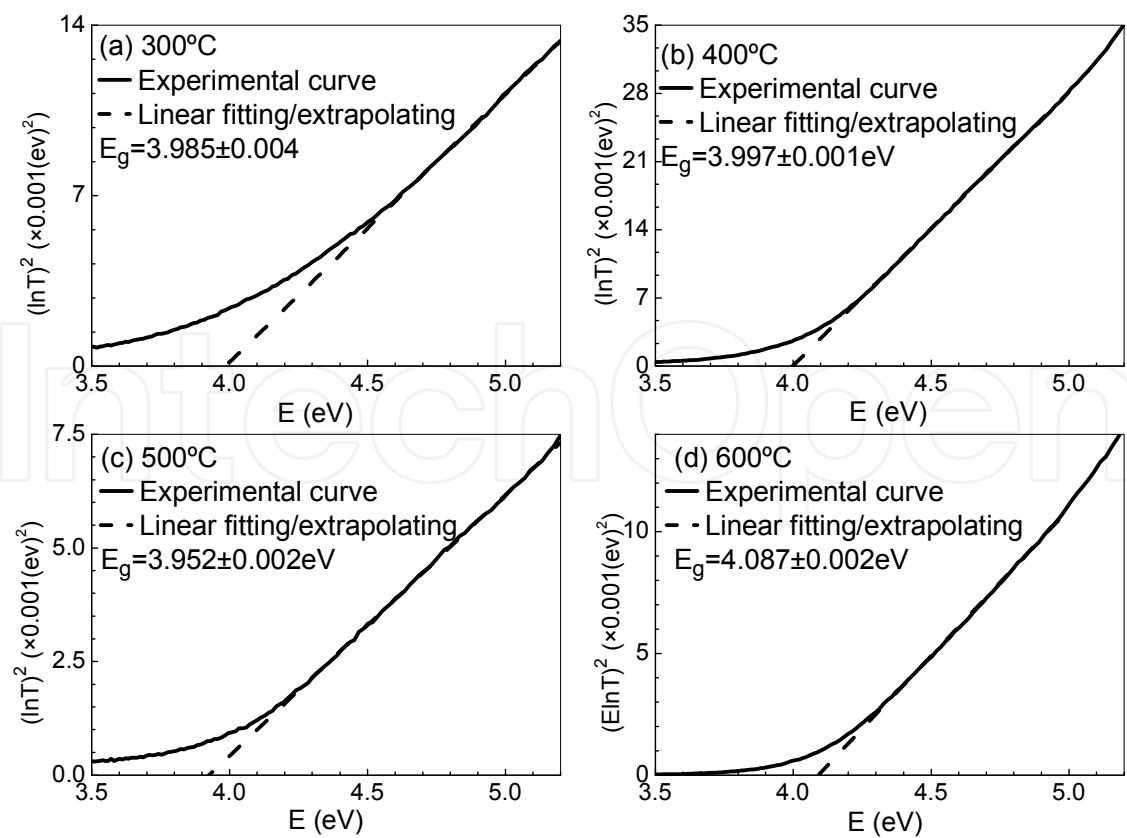 14
(a) 300ºC
Experimental curve
Linear fitting/extrapolating
E_g=3.985±0.004
7
0
3.5 4.0 4.5 5.0
(lnT)² (×0.001(ev)²)
E (eV)
35
(b) 400ºC
28
Experimental curve
Linear fitting/extrapolating
E_g=3.997±0.001eV
21
14
7
0
3.5 4.0 4.5 5.0
(lnT)² (×0.001(ev)²)
E (eV)
IntechOpen
7.5
(c) 500ºC
Experimental curve
Linear fitting/extrapolating
E_g=3.952±0.002eV
5.0
2.5
0.0
3.5 4.0 4.5 5.0
(lnT)² (×0.001(ev)²)
E (eV)
(d) 600ºC
Experimental curve
Linear fitting/extrapolating
E_g=4.087±0.002eV
10
5
0
3.5 4.0 4.5 5.0
(ElnT)² (×0.001(ev)²)
E (eV)